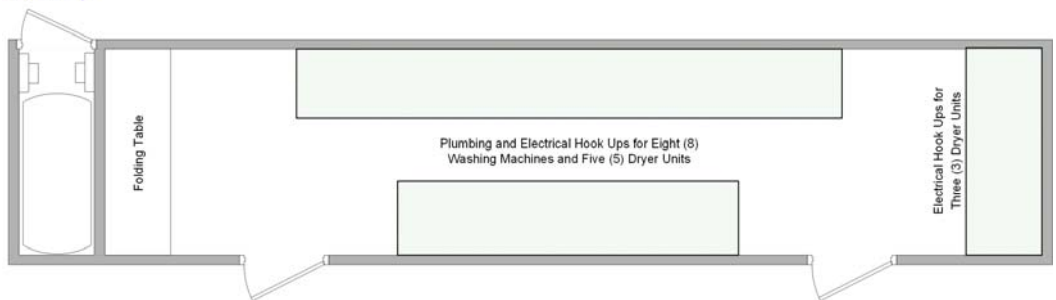 Folding Table
Plumbing and Electrical Hook Ups for Eight (8)
Washing Machines and Five (5) Dryer Units
Electrical Hook Ups for
Three (3) Dryer Units